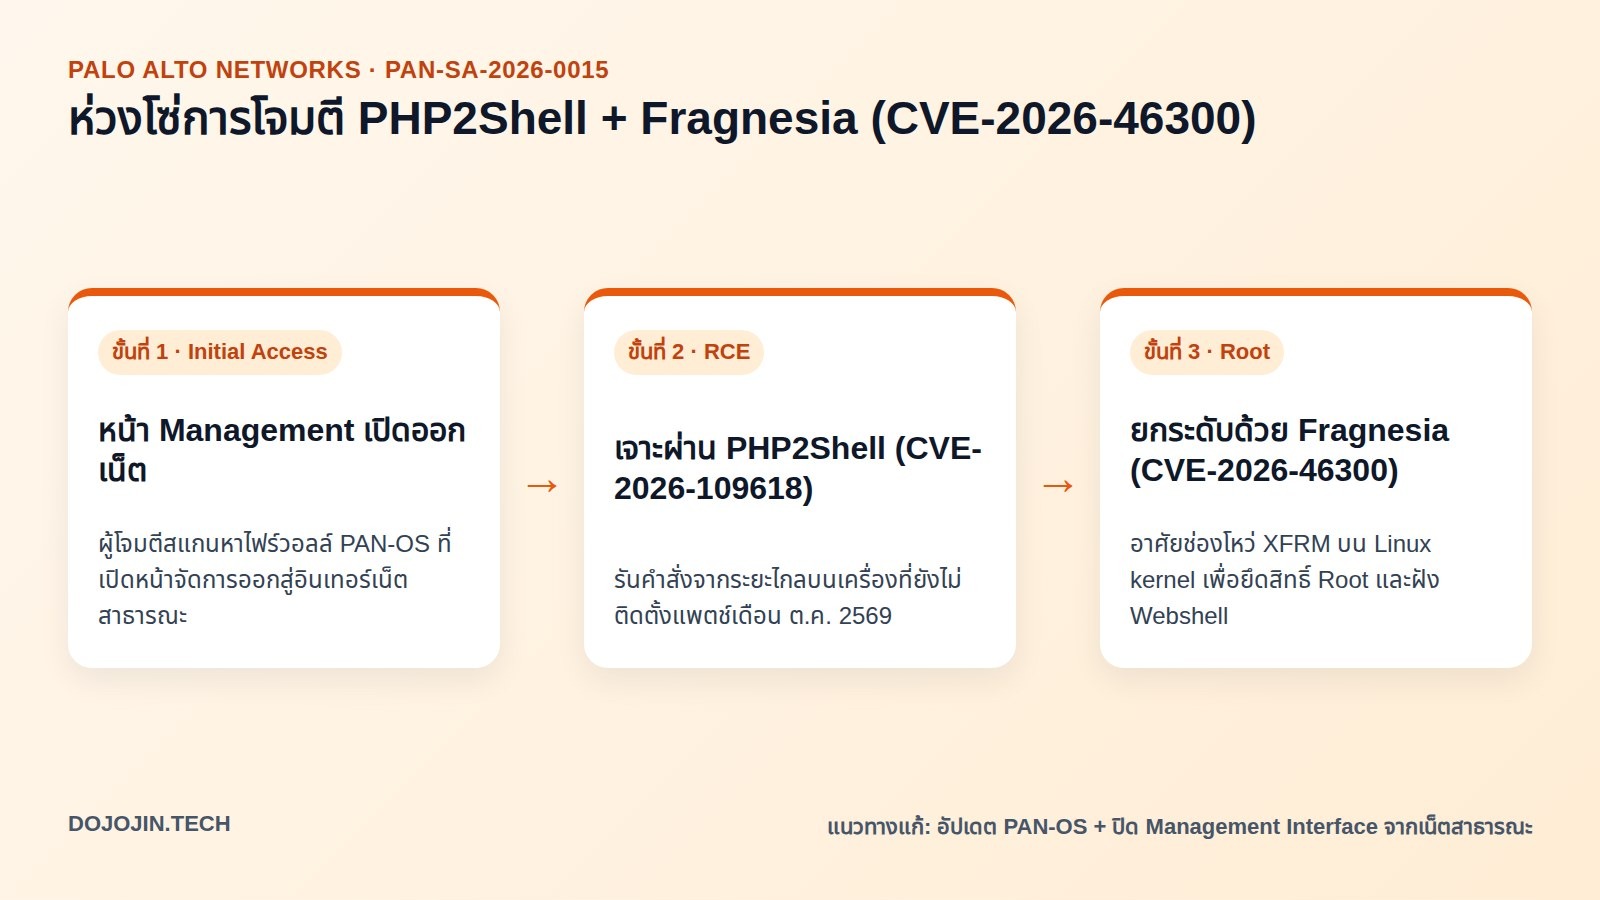 PALO ALTO NETWORKS · PAN-SA-2026-0015
ห่วงโซ่การโจมตี PHP2Shell + Fragnesia (CVE-2026-46300)
ขั้นที่ 1 · Initial Access
หน้า Management เปิดออก
เน็ต
ผู้โจมตีสแกนหาไฟร์วอลล์ PAN-OS ที่
เปิดหน้าจัดการออกสู่อินเทอร์เน็ต
สาธารณะ
→
ขั้นที่ 2 · RCE
เจาะผ่าน PHP2Shell (CVE-
2026-109618)
รันคำสั่งจากระยะไกลบนเครื่องที่ยังไม่
ติดตั้งแพตช์เดือน ต.ค. 2569
→
ขั้นที่ 3 · Root
ยกระดับด้วย Fragnesia
(CVE-2026-46300)
อาศัยช่องโหว่ XFRM บน Linux
kernel เพื่อยึดสิทธิ์ Root และฝัง
Webshell
DOJOJIN.TECH
แนวทางแก้: อัปเดต PAN-OS + ปิด Management Interface จากเน็ตสาธารณะ